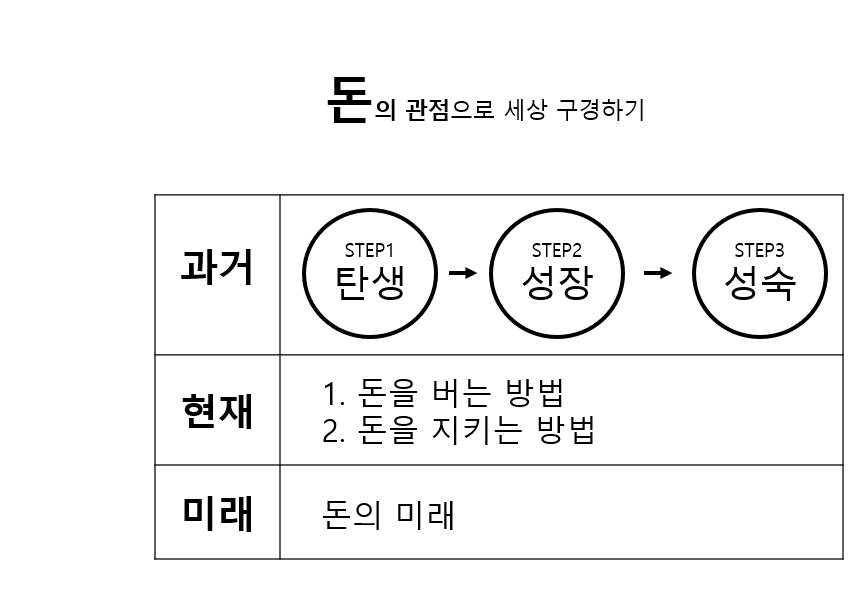 돈의 관점으로 세상 구경하기
과거
STEP1
탄생
STEP2
성장
STEP3
성숙
현재
1. 돈을 버는 방법
2. 돈을 지키는 방법
미래
돈의 미래